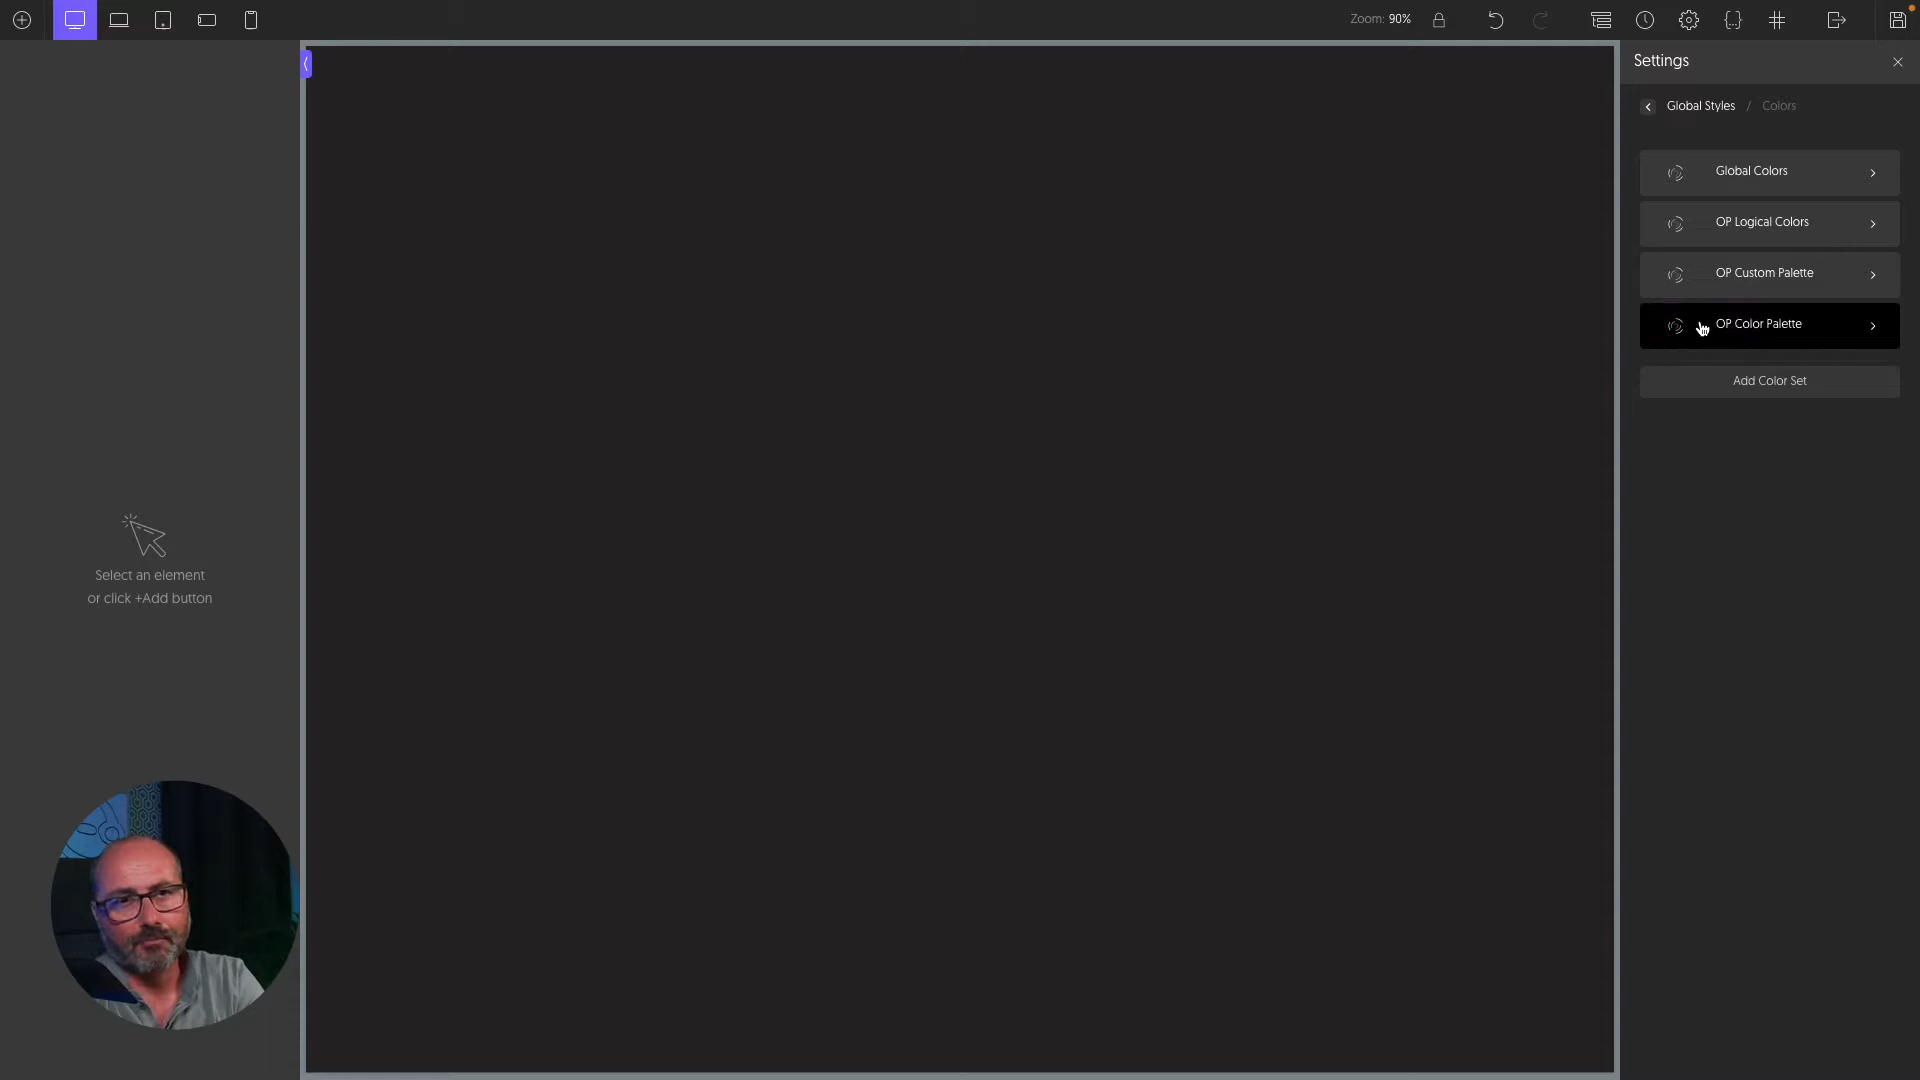 Zoom: 90%
Settings
Global Styles / Colors
Global Colors
OP Logical Colors
OP Custom Palette
OP Color Palette
Add Color Set
Select an element
or click +Add button